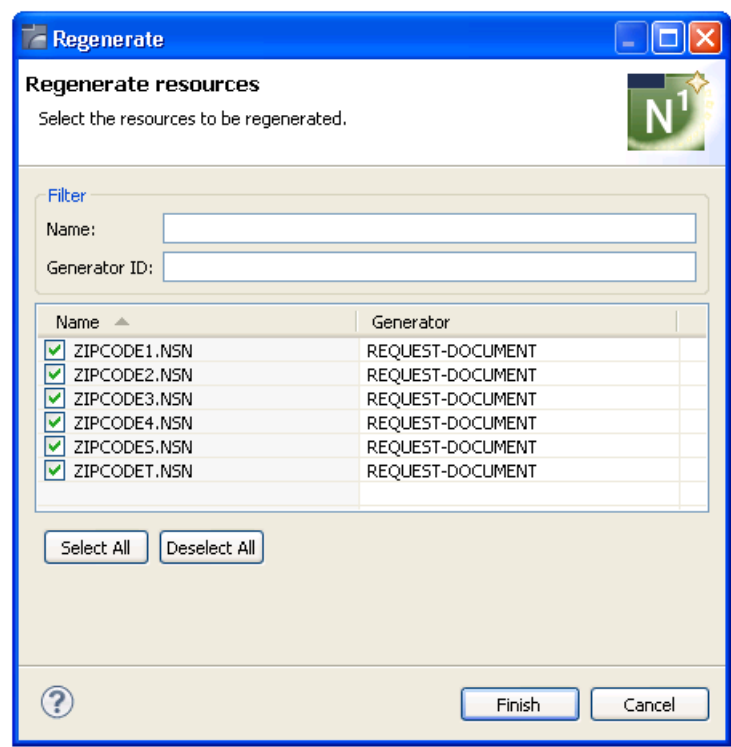 Regenerate
Regenerate resources
Select the resources to be regenerated.
N1
Filter
Name:
Generator ID:
Name Generator
ZIPCODE1.NSN REQUEST-DOCUMENT
ZIPCODE2.NSN REQUEST-DOCUMENT
ZIPCODE3.NSN REQUEST-DOCUMENT
ZIPCODE4.NSN REQUEST-DOCUMENT
ZIPCODES.NSN REQUEST-DOCUMENT
ZIPCODET.NSN REQUEST-DOCUMENT
Select All Deselect All
? Finish Cancel